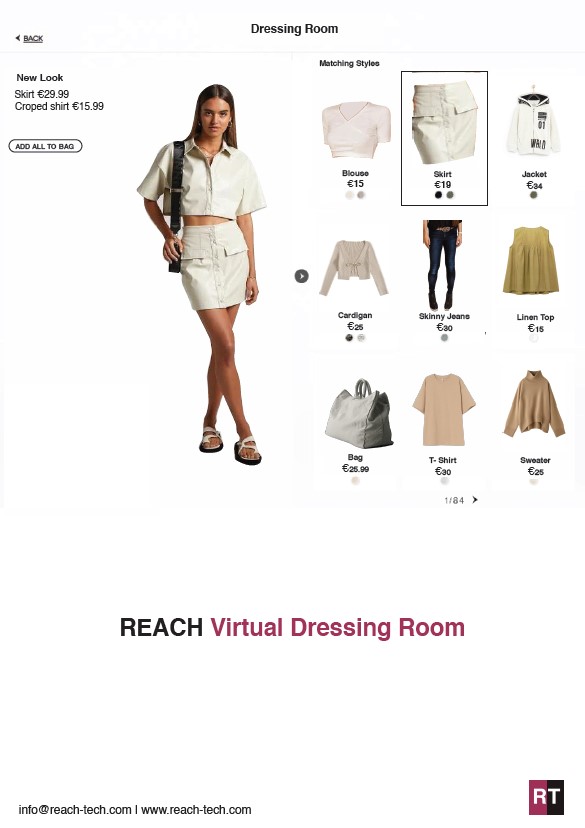 Dressing Room
BACK
New Look
Skirt €29.99
Croped shirt €15.99
ADD ALL TO BAG
Matching Styles
Blouse
€15
Skirt
€19
Jacket
€34
01
Cardigan
€25
Skinny Jeans
€30
Linen Top
€15
Bag
€25.99
T- Shirt
€30
Sweater
€25
1/84
REACH Virtual Dressing Room
RT
info@reach-tech.com | www.reach-tech.com